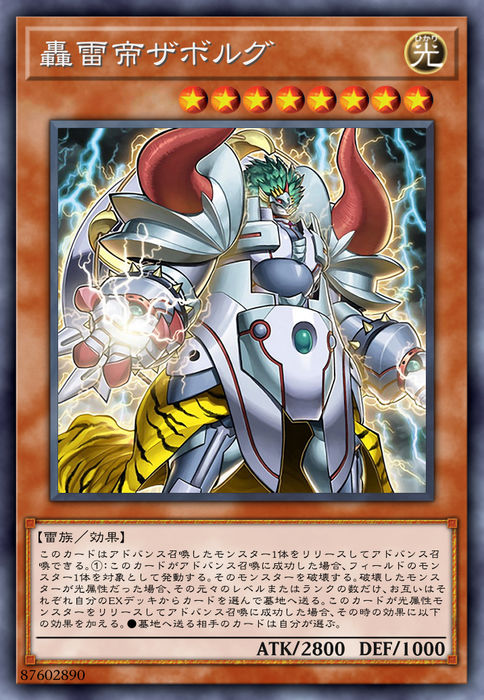 轟雷帝ザボルグ
ひかり
光
【雷族／効果】
このカードはアドバンス召喚したモンスター1体をリリースしてアドバンス召
喚できる。①：このカードがアドバンス召喚に成功した場合、フィールドのモン
スター1体を対象として発動する。そのモンスターを破壊する。破壊したモンス
ターが光属性だった場合、その元々のレベルまたはランクの数だけ、お互いはそ
れぞれ自分のEXデッキからカードを選んで墓地へ送る。このカードが光属性モ
ンスターをリリースしてアドバンス召喚に成功した場合、その時の効果に以下
の効果を加える。●墓地へ送る相手のカードは自分が選ぶ。
ATK/2800 DEF/1000
87602890